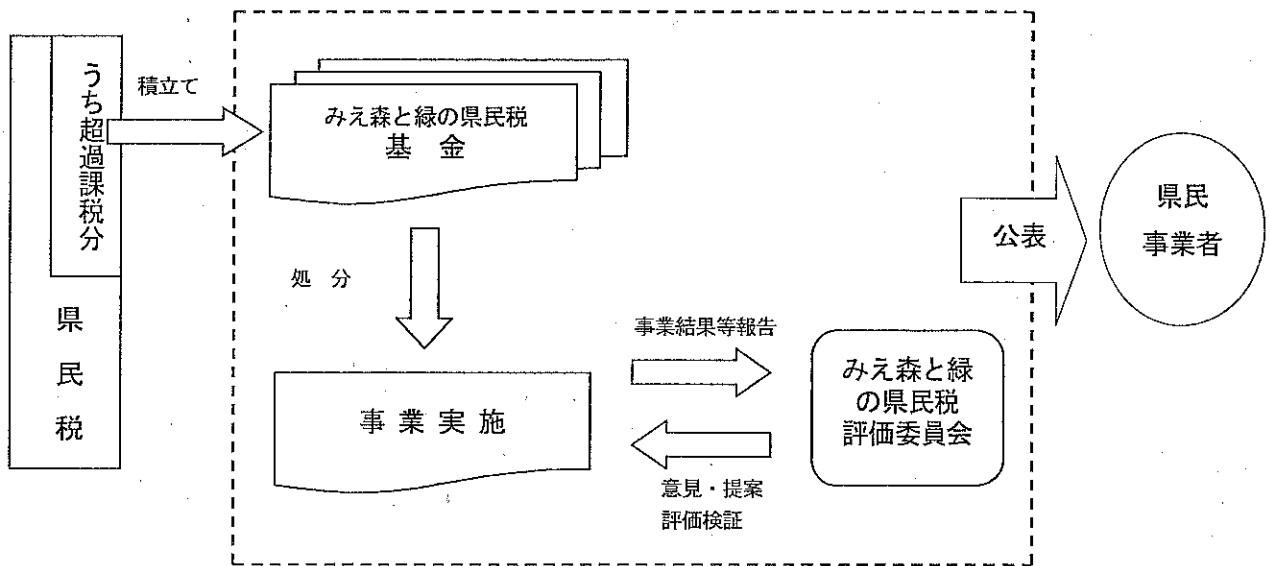 うち超過課税分
県民税
積立て
みえ森と緑の県民税
基 金
処 分
事 業 実 施
事業結果等報告
意見・提案
評価検証
みえ森と緑
の県民税
評価委員会
公表
県民
事業者